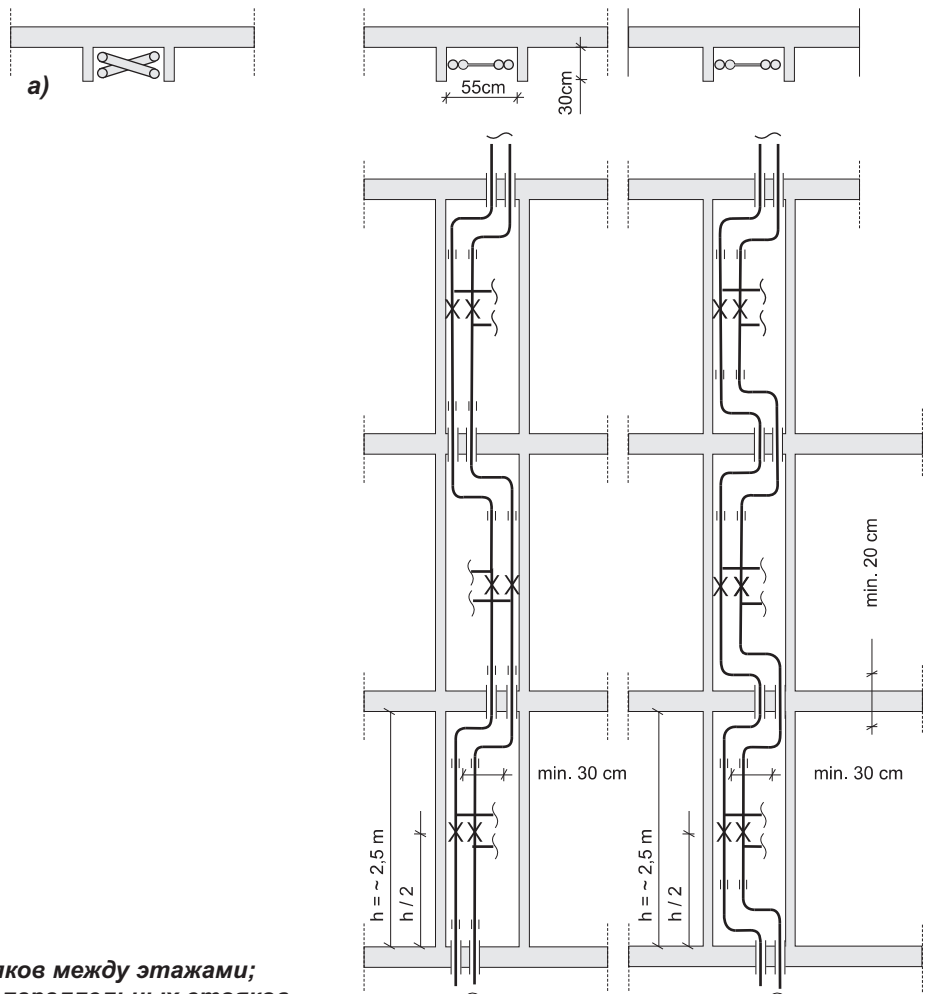 a)
55cm
30cm
min. 20 cm
min. 30 cm
min. 30 cm
h = ~ 2,5 m
h / 2
h = ~ 2,5 m
h / 2
между этажами;
стояков